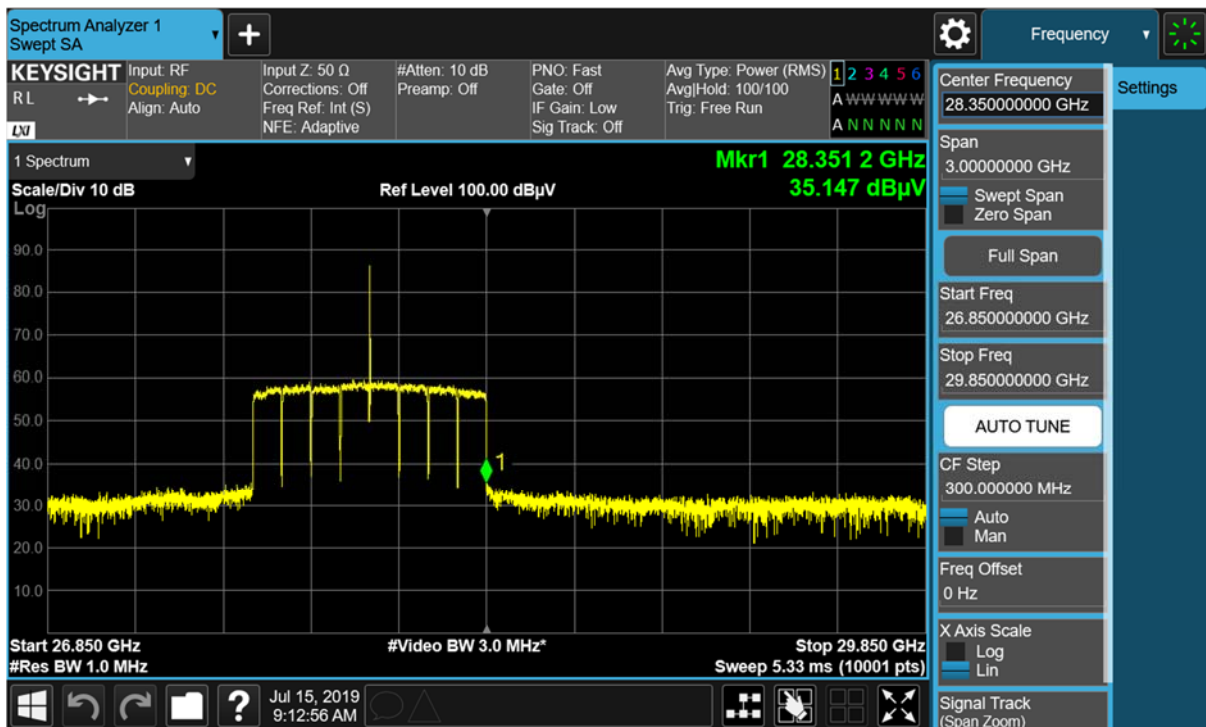 Spectrum Analyzer 1
Swept SA
Frequency
KEYSIGHT
R L
LXI
Input: RF
Coupling: DC
Align: Auto
Input Z: 50 Ω
Corrections: Off
Freq Ref: Int (S)
NFE: Adaptive
#Atten: 10 dB
Preamp: Off
PNO: Fast
Gate: Off
IF Gain: Low
Sig Track: Off
Avg Type: Power (RMS)
Avg|Hold: 100/100
Trig: Free Run
1 2 3 4 5 6
A W W W W W
A N N N N N
1 Spectrum
Scale/Div 10 dB
Ref Level 100.00 dBµV
Mkr1 28.351 2 GHz
35.147 dBµV
Log
90.0
80.0
70.0
60.0
50.0
40.0
30.0
20.0
10.0
1
Start 26.850 GHz
#Res BW 1.0 MHz
#Video BW 3.0 MHz*
Stop 29.850 GHz
Sweep 5.33 ms (10001 pts)
Center Frequency
28.350000000 GHz
Settings
Span
3.00000000 GHz
Swept Span
Zero Span
Full Span
Start Freq
26.850000000 GHz
Stop Freq
29.850000000 GHz
AUTO TUNE
CF Step
300.000000 MHz
Auto
Man
Freq Offset
0 Hz
X Axis Scale
Log
Lin
Signal Track
(Span Zoom)
?
Jul 15, 2019
9:12:56 AM